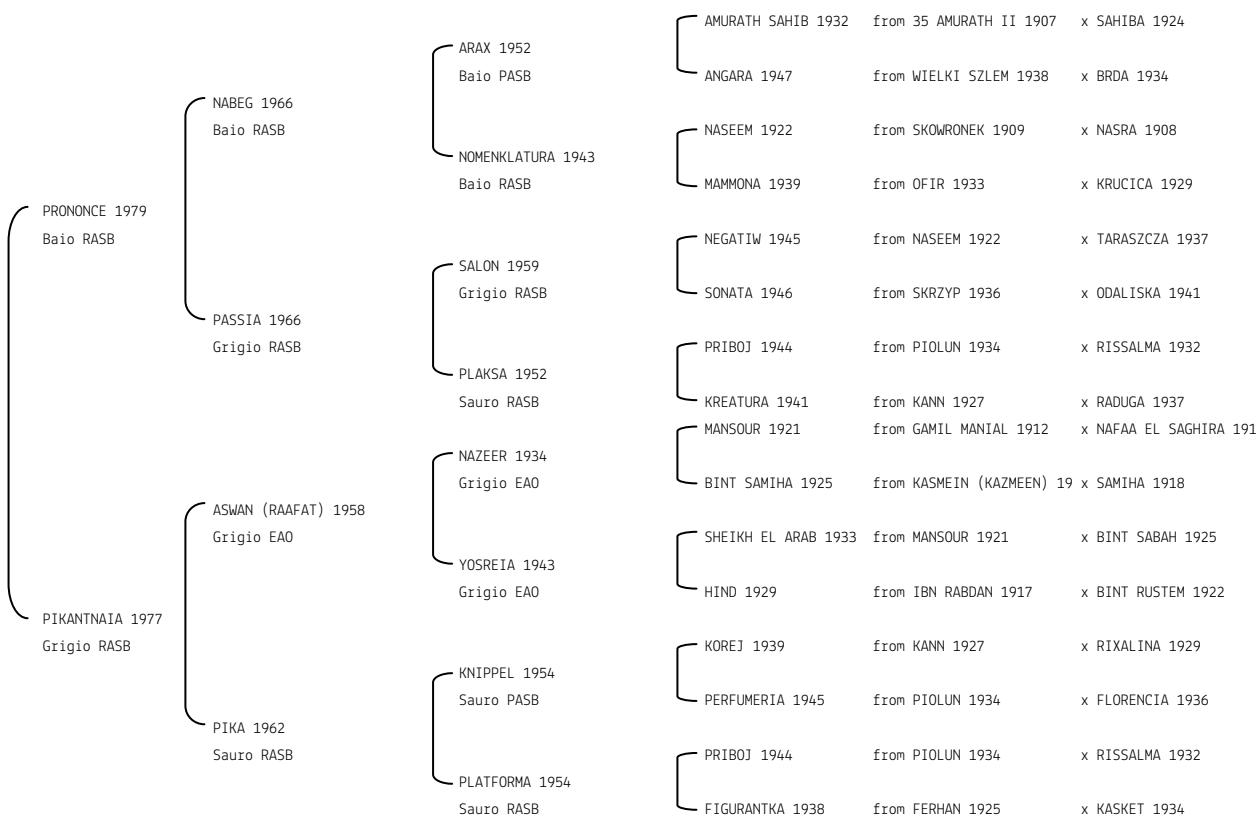 AMURATH SAHIB 1932 from 35 AMURATH II 1907 x SAHIBA 1924
ARAX 1952
Baio PASB
ANGARA 1947 from WIELKI SZLEM 1938 x BRDA 1934
NABEG 1966
Baio RASB
NASEEM 1922 from SKOWRONEK 1909 x NASRA 1908
NOMENKLATURA 1943
Baio RASB
MAMMONA 1939 from OFIR 1933 x KRUCICA 1929
PRONONCE 1979
Baio RASB
NEGATIW 1945 from NASEEM 1922 x TARASZCZA 1937
SALON 1959
Grigio RASB
SONATA 1946 from SKRZYP 1936 x ODALISKA 1941
PASSIA 1966
Grigio RASB
PRIBOJ 1944 from PIOLUN 1934 x RISSALMA 1932
PLAKSA 1952
Sauro RASB
KREATURA 1941 from KANN 1927 x RADUGA 1937
MANSOUR 1921 from GAMIL MANIAL 1912 x NAFAA EL SAGHIRA 191
NAZEER 1934
Grigio EAO
BINT SAMIHA 1925 from KASMEIN (KAZMEEN) 19 x SAMIHA 1918
ASWAN (RAAFAT) 1958
Grigio EAO
SHEIKH EL ARAB 1933 from MANSOUR 1921 x BINT SABAH 1925
YOSREIA 1943
Grigio EAO
HIND 1929 from IBN RABDAN 1917 x BINT RUSTEM 1922
PIKANTNAIA 1977
Grigio RASB
KOREJ 1939 from KANN 1927 x RIXALINA 1929
KNIPPEL 1954
Sauro PASB
PERFUMERIA 1945 from PIOLUN 1934 x FLORENCIA 1936
PIKA 1962
Sauro RASB
PRIBOJ 1944 from PIOLUN 1934 x RISSALMA 1932
PLATFORMA 1954
Sauro RASB
FIGURANTKA 1938 from FERHAN 1925 x KASKET 1934